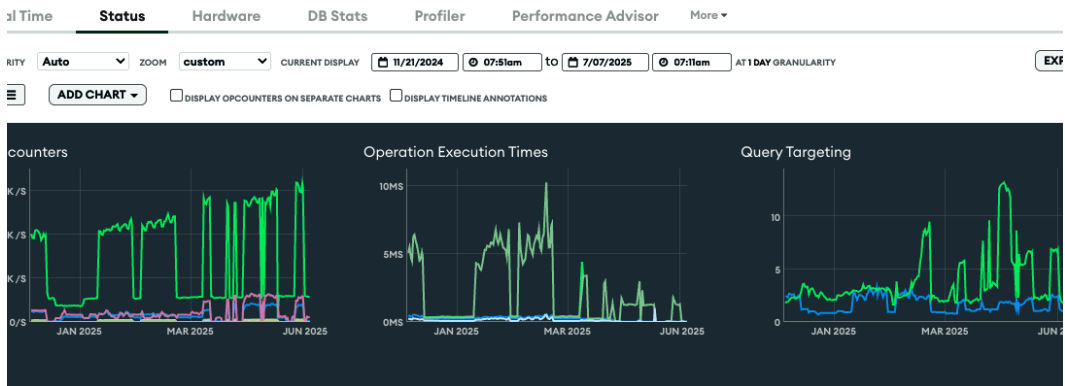 al Time Status Hardware DB Stats Profiler Performance Advisor More
RITY Auto ZOOM custom CURRENT DISPLAY 11/21/2024 07:51am to 7/07/2025 07:11am AT 1 DAY GRANULARITY EXP
ADD CHART DISPLAY OPCOUNTERS ON SEPARATE CHARTS DISPLAY TIMELINE ANNOTATIONS
counters
K/S
K/S
K/S
0/S
JAN 2025 MAR 2025 JUN 2025
Operation Execution Times
10MS
5MS
0MS
JAN 2025 MAR 2025 JUN 2025
Query Targeting
10
5
0
JAN 2025 MAR 2025 JUN 2